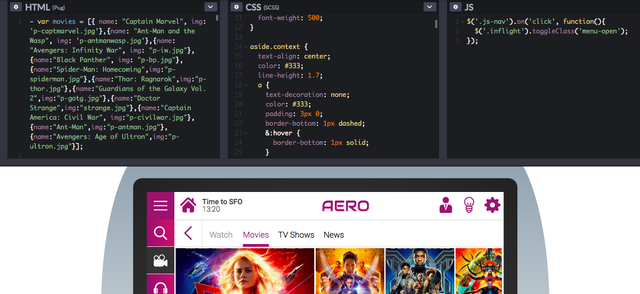 HTML (Pug)
- var movies = [{ name: "Captain Marvel", img:
'p-captmarvel.jpg'},{name: "Ant-Man and the
Wasp", img: 'p-antmanwasp.jpg'},{name:
"Avengers: Infinity War", img: "p-iw.jpg"},
{name:"Black Panther", img: "p-bp.jpg"},
{name:"Spider-Man: Homecoming",img:"p-
spiderman.jpg"},{name:"Thor: Ragnarok",img:"p-
thor.jpg"},{name:"Guardians of the Galaxy Vol.
2",img:"p-gotg.jpg"},{name:"Doctor
Strange",img:"strange.jpg"},{name:"Captain
America: Civil War", img:"p-civilwar.jpg"},
{name:"Ant-Man",img:"p-antman.jpg"},
{name:"Avengers: Age of Ultron",img:"p-
ultron.jpg"}];
CSS (SCSS)
font-weight: 500;
}
aside.context {
text-align: center;
color: #333;
line-height: 1.7;
a {
text-decoration: none;
color: #333;
padding: 3px 0;
border-bottom: 1px dashed;
&:hover {
border-bottom: 1px solid;
}
JS
$('.js-nav').on('click', function(){
$('.inflight').toggleClass('menu-open');
});
Time to SFO
13:20
AERO
Watch Movies TV Shows News